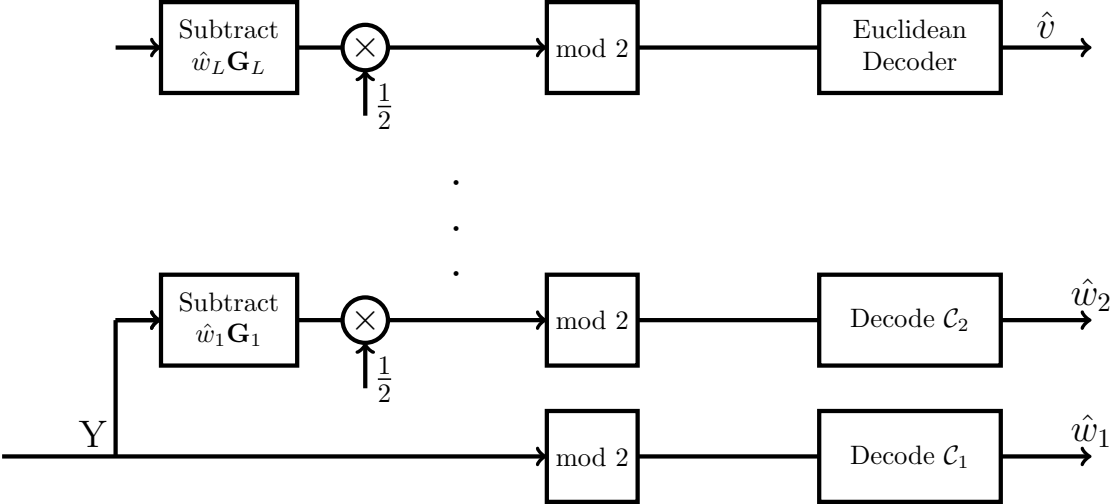 Subtract
ŵ_L G_L
×
1/2
mod 2
Euclidean
Decoder
v̂
Subtract
ŵ_1 G_1
×
1/2
mod 2
Decode 𝒞_2
ŵ_2
Y
mod 2
Decode 𝒞_1
ŵ_1